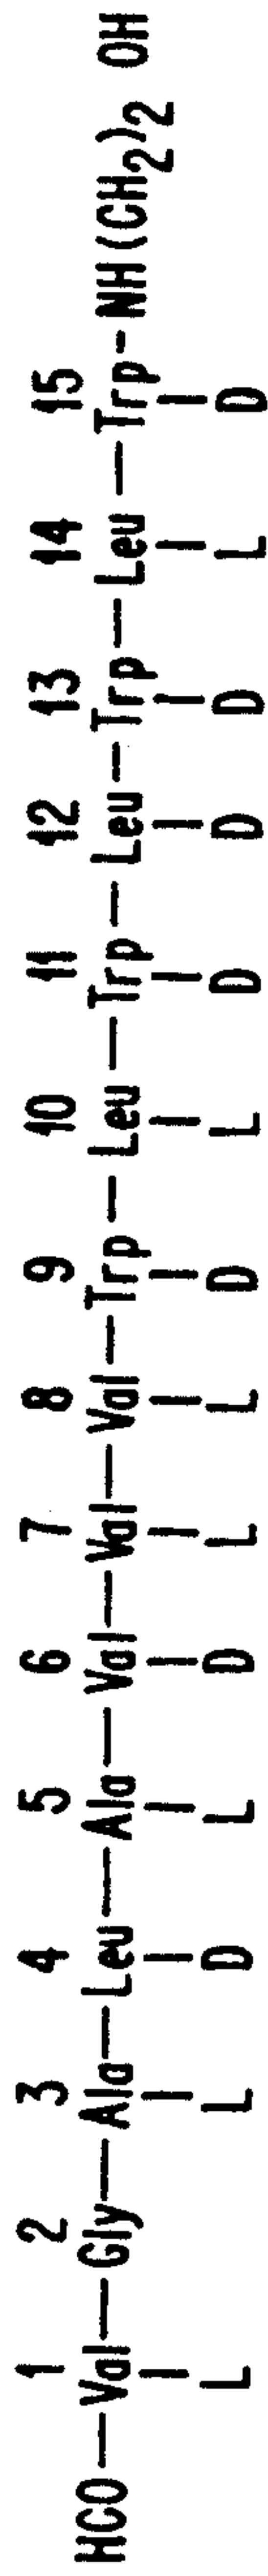 1 2 3 4 5 6 7 8 9 10 11 12 13 14 15
HCO—Val—Gly—Ala—Leu—Ala—Val—Val—Val—Trp—Leu—Trp—Leu—Trp—Leu—Trp—NH(CH2)2 OH
L L D L D L L D L D D D L D